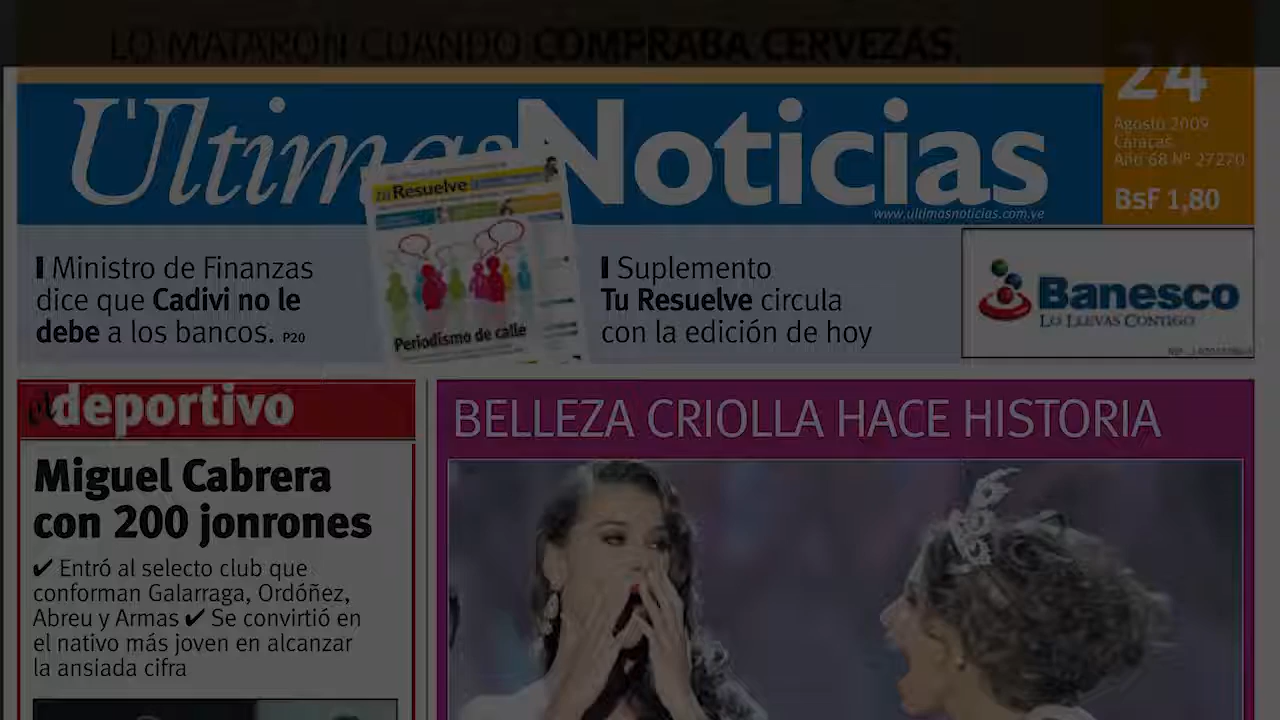 LO MATARON CUANDO COMPRABA CERVEZAS.
Últimas Noticias
www.ultimasnoticias.com.ve
24
Agosto 2009
Caracas
Año 68 Nº 27270
BsF 1,80
Ministro de Finanzas
dice que Cadivi no le
debe a los bancos. P20
tu Resuelve
Periodismo de calle
Suplemento
Tu Resuelve circula
con la edición de hoy
Banesco
LO LLEVAS CONTIGO
el deportivo
Miguel Cabrera
con 200 jonrones
✔ Entró al selecto club que
conforman Galarraga, Ordóñez,
Abreu y Armas ✔ Se convirtió en
el nativo más joven en alcanzar
la ansiada cifra
BELLEZA CRIOLLA HACE HISTORIA